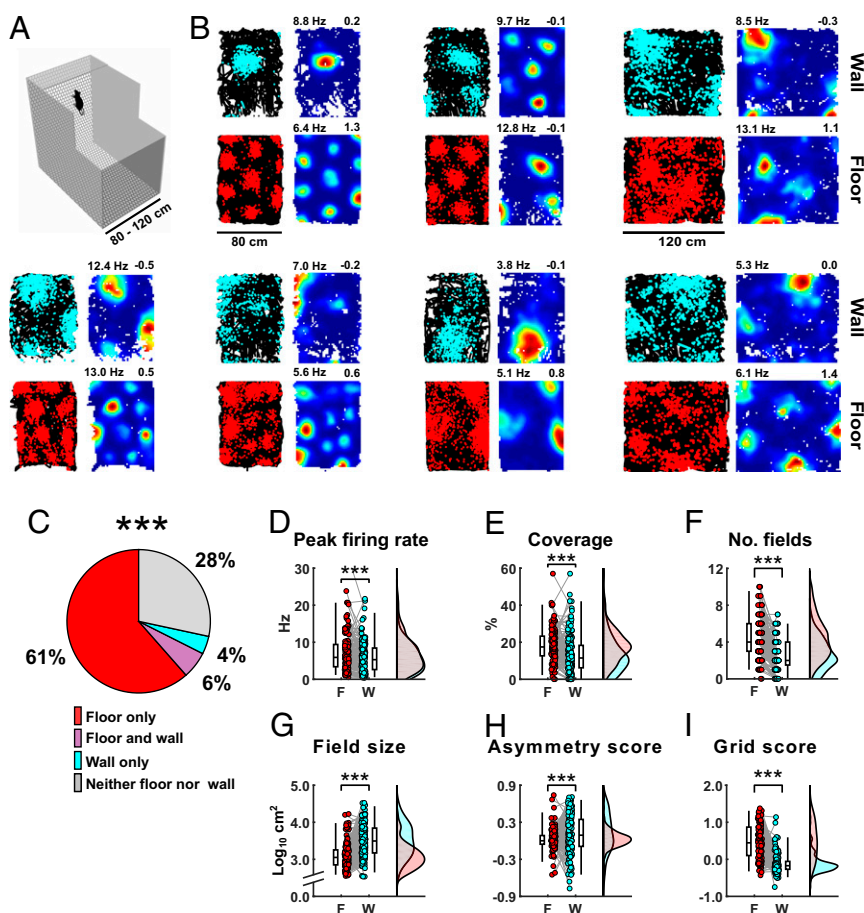 A
B
80 - 120 cm
8.8 Hz 0.2
9.7 Hz -0.1
8.5 Hz -0.3
Wall
6.4 Hz 1.3
12.8 Hz -0.1
13.1 Hz 1.1
Floor
80 cm
120 cm
12.4 Hz -0.5
7.0 Hz -0.2
3.8 Hz -0.1
5.3 Hz 0.0
Wall
13.0 Hz 0.5
5.6 Hz 0.6
5.1 Hz 0.8
6.1 Hz 1.4
Floor
C
***
28%
4%
6%
61%
Floor only
Floor and wall
Wall only
Neither floor nor wall
D
Peak firing rate
***
Hz
30
20
10
0
F W
E
Coverage
***
%
60
40
20
0
F W
F
No. fields
***
12
8
4
0
F W
G
Field size
***
Log10 cm2
5.0
4.0
3.0
0.0
F W
H
Asymmetry score
***
0.9
0.3
-0.3
-0.9
F W
I
Grid score
***
2.0
1.0
0.0
-1.0
F W